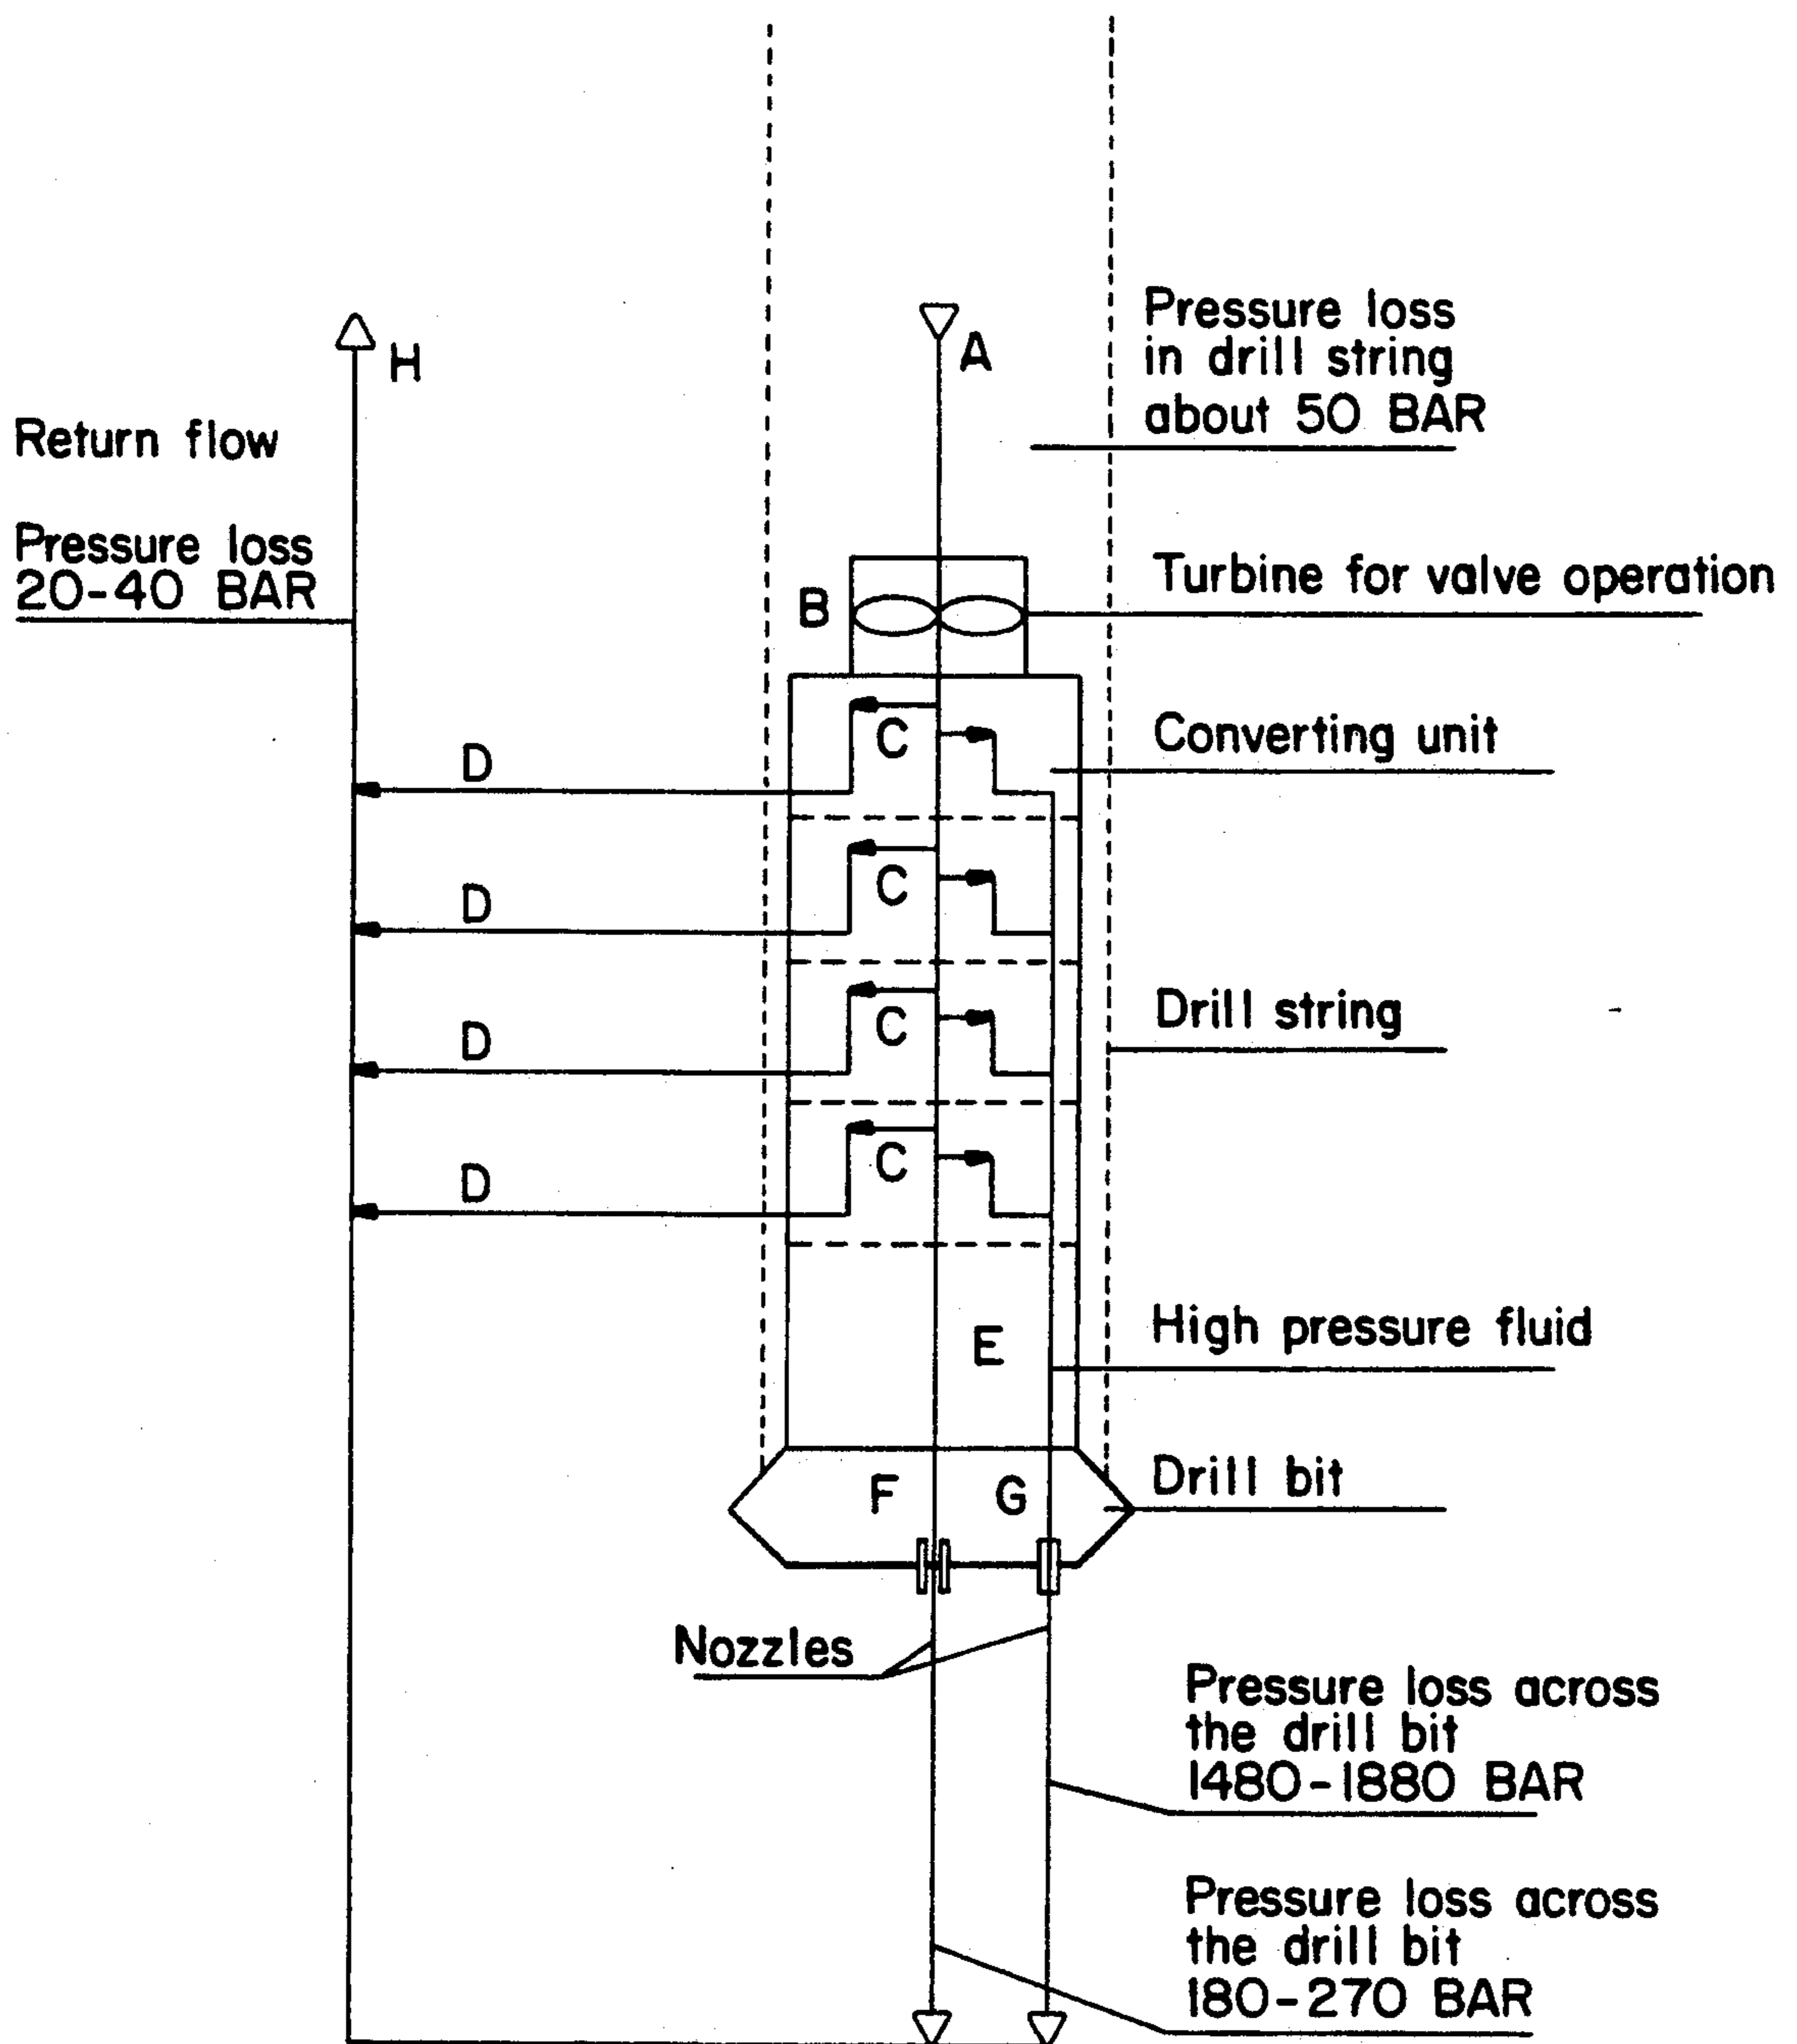 Pressure loss
in drill string
about 50 BAR
A
H
Return flow
Pressure loss
20-40 BAR
B
Turbine for valve operation
C
Converting unit
D
C
D
C
Drill string
D
C
D
E
High pressure fluid
F
G
Drill bit
Nozzles
Pressure loss across
the drill bit
1480-1880 BAR
Pressure loss across
the drill bit
180-270 BAR